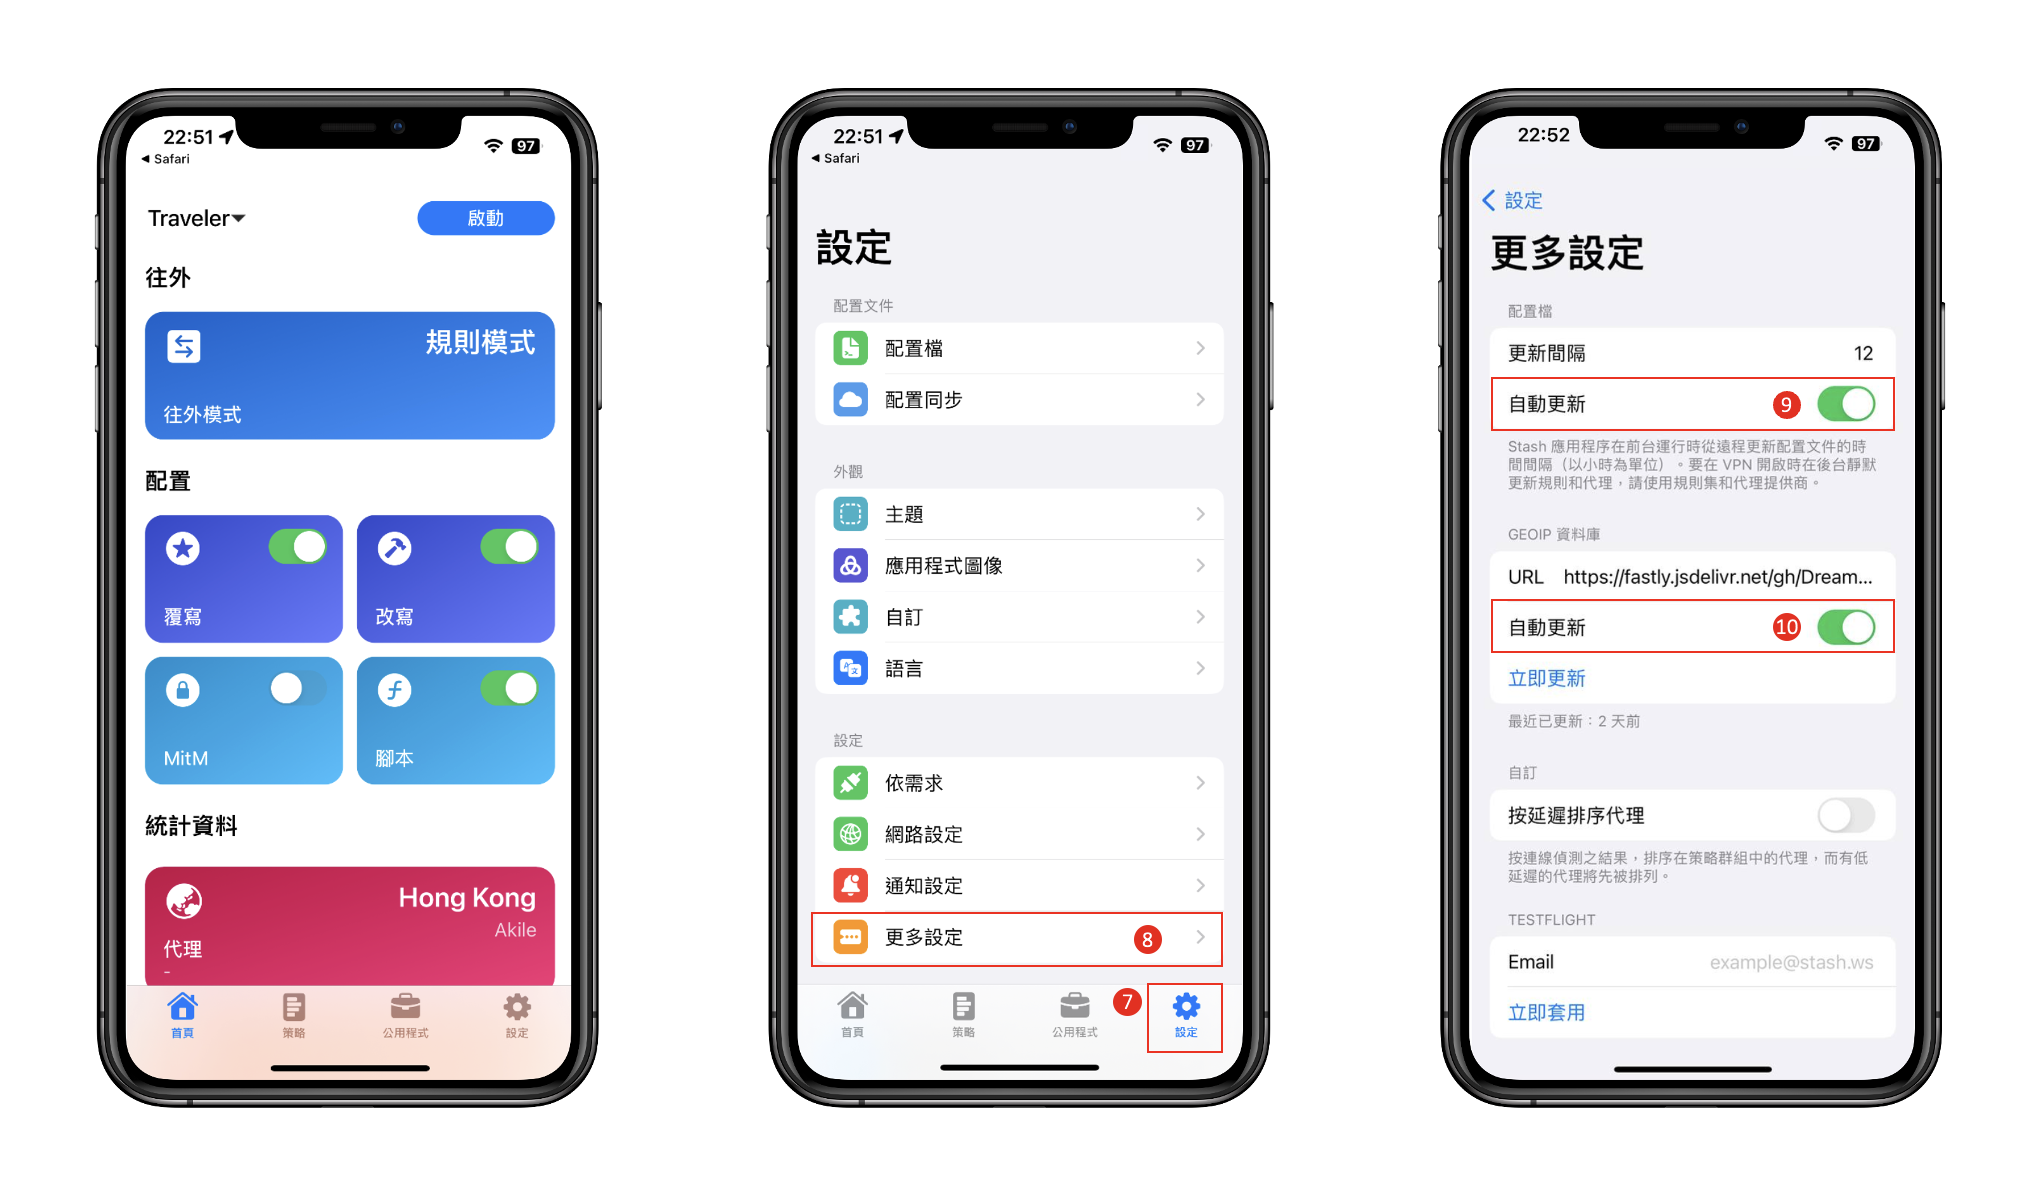 22:51
97
◀ Safari
Traveler
啟動
往外
規則模式
往外模式
配置
覆寫
改寫
MitM
腳本
統計資料
Hong Kong
Akile
代理
-
首頁
策略
公用程式
設定
22:51
97
◀ Safari
設定
配置文件
配置檔
配置同步
外觀
主題
應用程式圖像
自訂
語言
設定
依需求
網路設定
通知設定
更多設定
8
7
首頁
策略
公用程式
設定
22:52
97
設定
更多設定
配置檔
更新間隔 12
自動更新 9
Stash 應用程序在前台運行時從遠程更新配置文件的時
間間隔（以小時為單位）。要在 VPN 開啟時在後台靜默
更新規則和代理，請使用規則集和代理提供商。
GEOIP 資料庫
URL https://fastly.jsdelivr.net/gh/Dream...
自動更新 10
立即更新
最近已更新：2 天前
自訂
按延遲排序代理
按連線偵測之結果，排序在策略群組中的代理，而有低
延遲的代理將先被排列。
TESTFLIGHT
Email example@stash.ws
立即套用